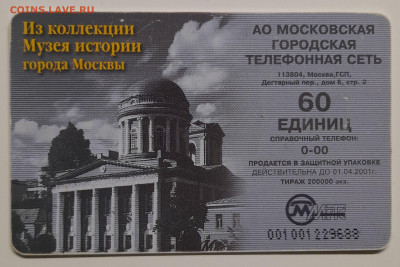 COINS.LAVE.RU
Из коллекции
Музея истории
города Москвы
АО МОСКОВСКАЯ
ГОРОДСКАЯ
ТЕЛЕФОННАЯ СЕТЬ
113804, Москва, ГСП,
Дегтярный пер., дом 6, стр. 2
60
ЕДИНИЦ
СПРАВОЧНЫЙ ТЕЛЕФОН:
0-00
ПРОДАЕТСЯ В ЗАЩИТНОЙ УПАКОВКЕ
ДЕЙСТВИТЕЛЬНА ДО 01.04.2001г.
ТИРАЖ 200000 экз.
МГТС
001001229688